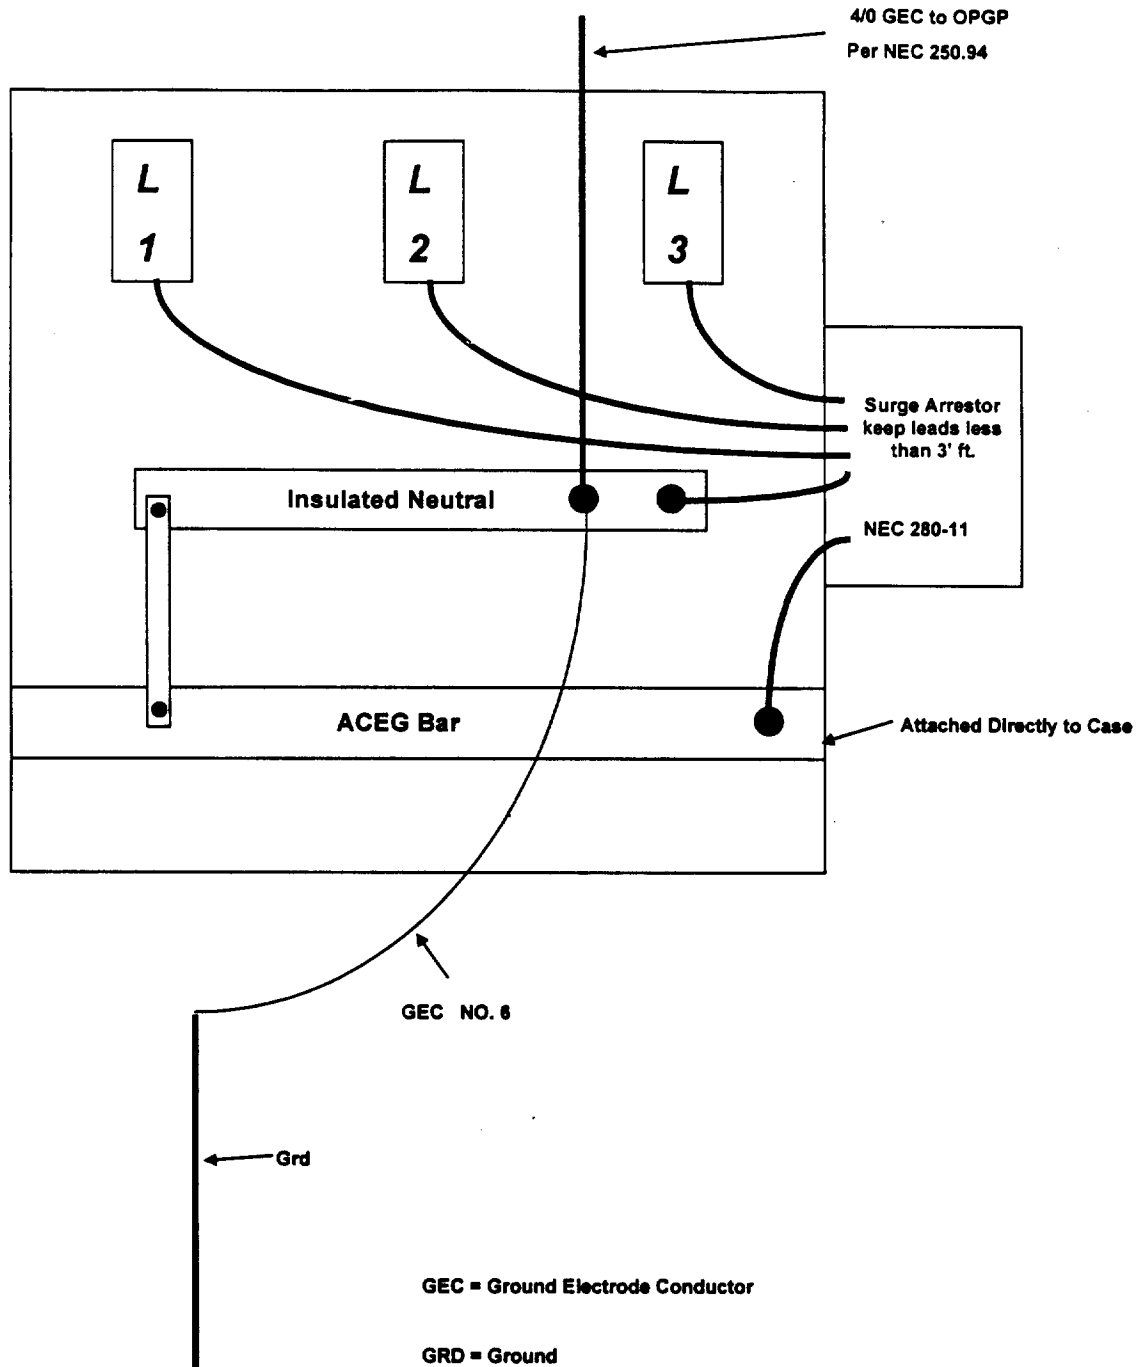 4/0 GEC to OPGP
Per NEC 250.94
L
1
L
2
L
3
Surge Arrestor
keep leads less
than 3' ft.
Insulated Neutral
NEC 280-11
ACEG Bar
Attached Directly to Case
GEC NO. 6
Grd
GEC = Ground Electrode Conductor
GRD = Ground